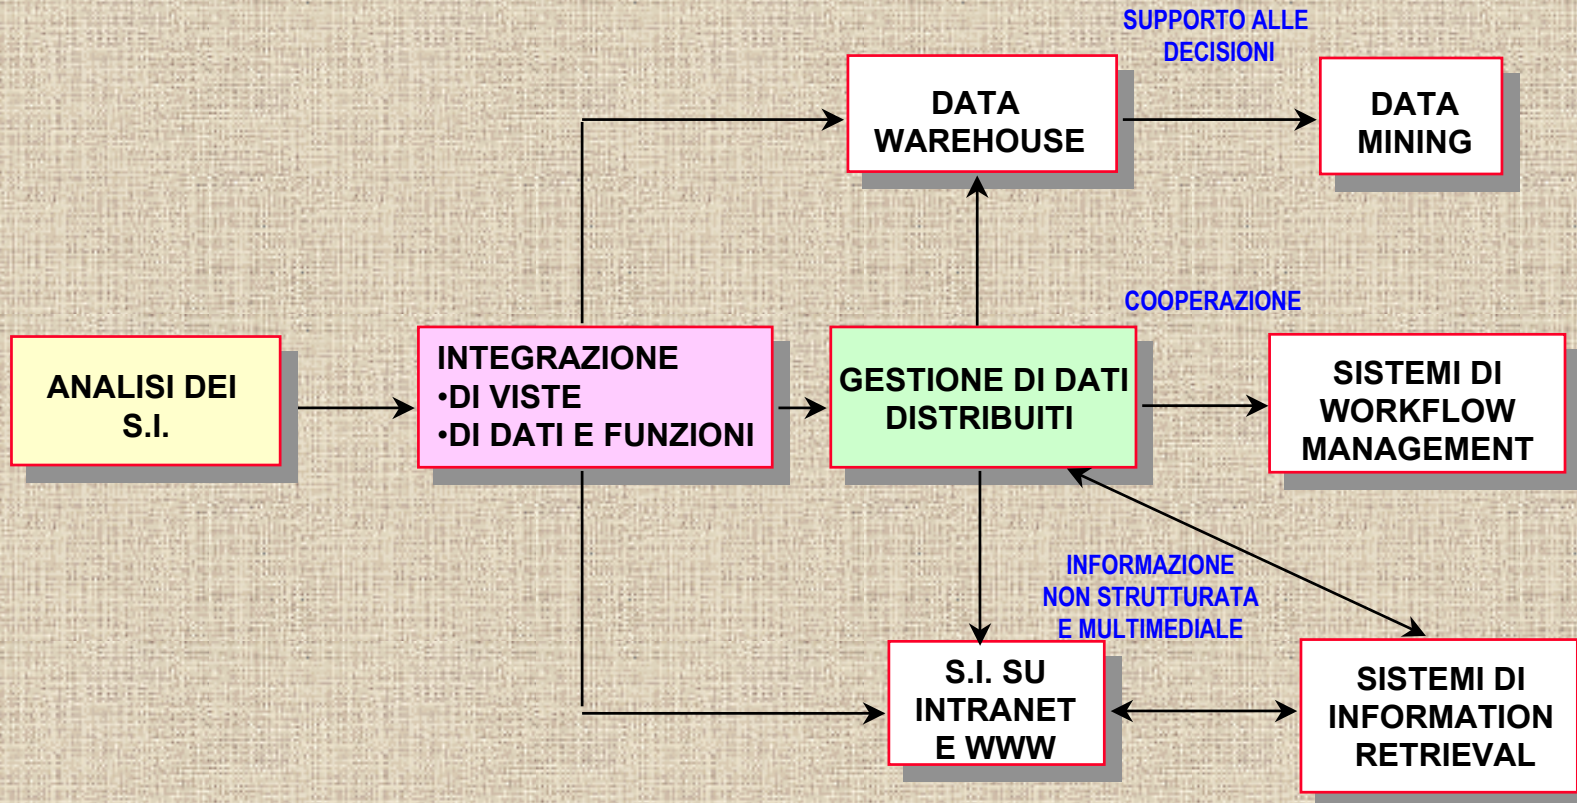 SUPPORTO ALLE
DECISIONI
DATA
WAREHOUSE
DATA
MINING
COOPERAZIONE
ANALISI DEI
S.I.
INTEGRAZIONE
•DI VISTE
•DI DATI E FUNZIONI
GESTIONE DI DATI
DISTRIBUITI
SISTEMI DI
WORKFLOW
MANAGEMENT
INFORMAZIONE
NON STRUTTURATA
E MULTIMEDIALE
S.I. SU
INTRANET
E WWW
SISTEMI DI
INFORMATION
RETRIEVAL